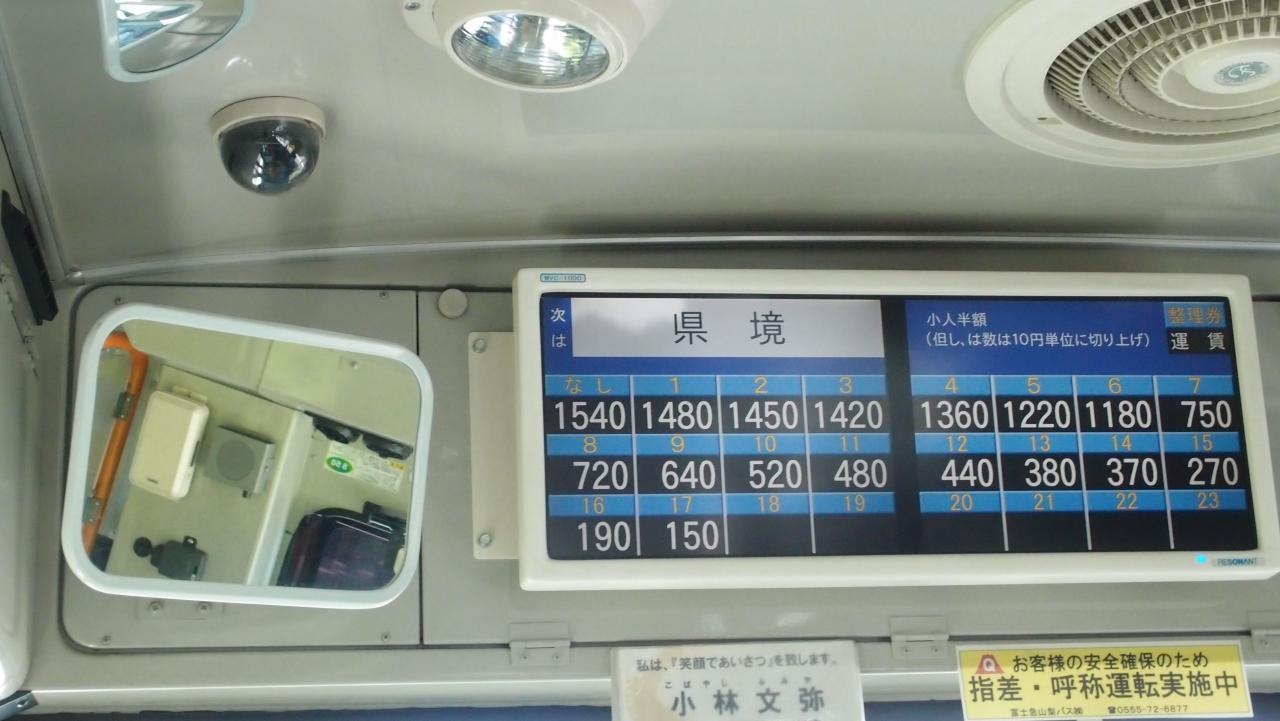 WVC-1000
次は
県境
小人半額
(但し、は数は10円単位に切り上げ)
整理券
運賃
なし 1 2 3 4 5 6 7
1540 1480 1450 1420 1360 1220 1180 750
8 9 10 11 12 13 14 15
720 640 520 480 440 380 370 270
16 17 18 19 20 21 22 23
190 150
RESONANT
私は、『笑顔であいさつ』を致します。
こばやし ふみや
小林文弥
お客様の安全確保のため
指差・呼称運転実施中
富士急山梨バス㈱ ☎0555-72-6877